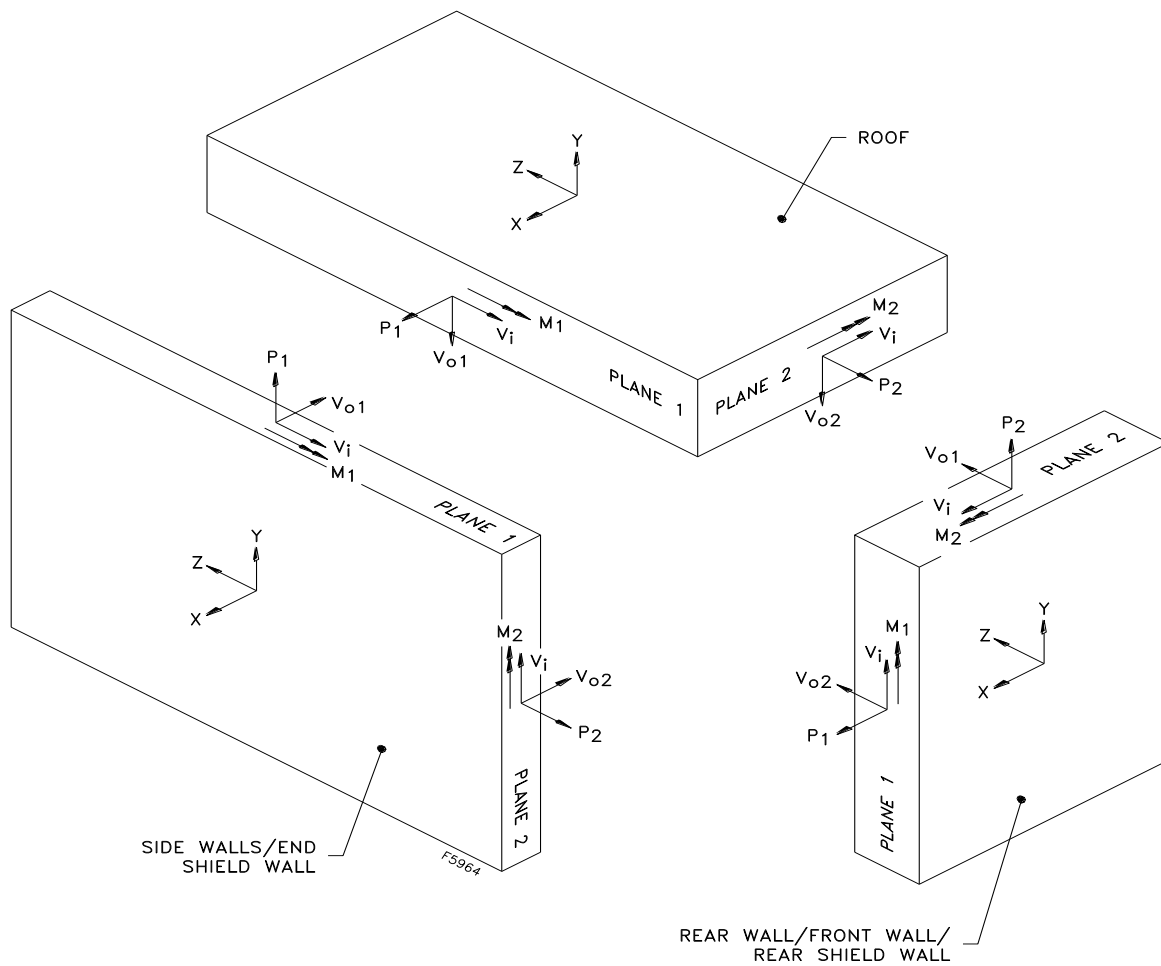 ROOF
Y
Z
X
P1
Vo1
Vi
M1
PLANE 1
M2
Vi
P2
Vo2
PLANE 2
P1
Vo1
Vi
M1
PLANE 1
Y
Z
X
M2
Vi
Vo2
P2
PLANE 2
SIDE WALLS/END
SHIELD WALL
F5964
P2
Vo1
Vi
M2
PLANE 2
Y
Z
X
M1
Vi
Vo2
P1
PLANE 1
REAR WALL/FRONT WALL/
REAR SHIELD WALL